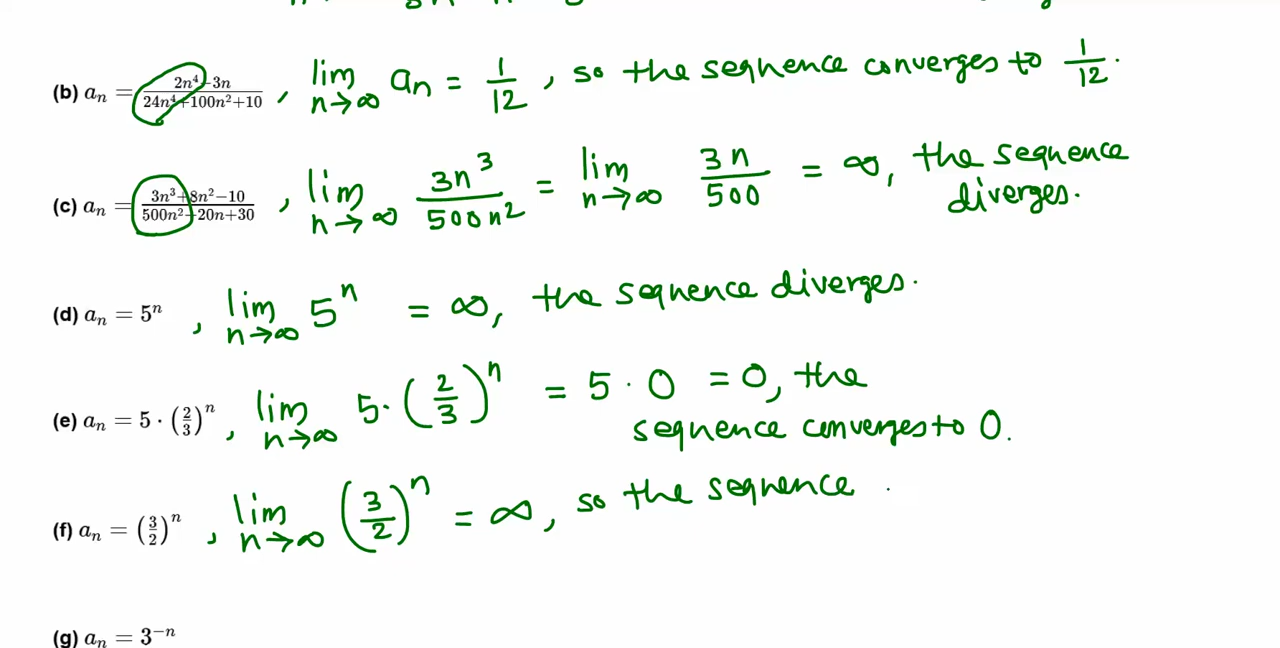 (b) aₙ = (2n⁴−3n)/(24n⁴+100n²+10) , lim n→∞ aₙ = 1/12 , so the sequence converges to 1/12 .
(c) aₙ = (3n³+8n²−10)/(500n²−20n+30) , lim n→∞ 3n³/500n² = lim n→∞ 3n/500 = ∞, the sequence
diverges.
(d) aₙ = 5ⁿ , lim n→∞ 5ⁿ = ∞, the sequence diverges.
(e) aₙ = 5 · (2/3)ⁿ , lim n→∞ 5 · (2/3)ⁿ = 5 · 0 = 0, the
sequence converges to 0.
(f) aₙ = (3/2)ⁿ , lim n→∞ (3/2)ⁿ = ∞, so the sequence
(g) aₙ = 3⁻ⁿ